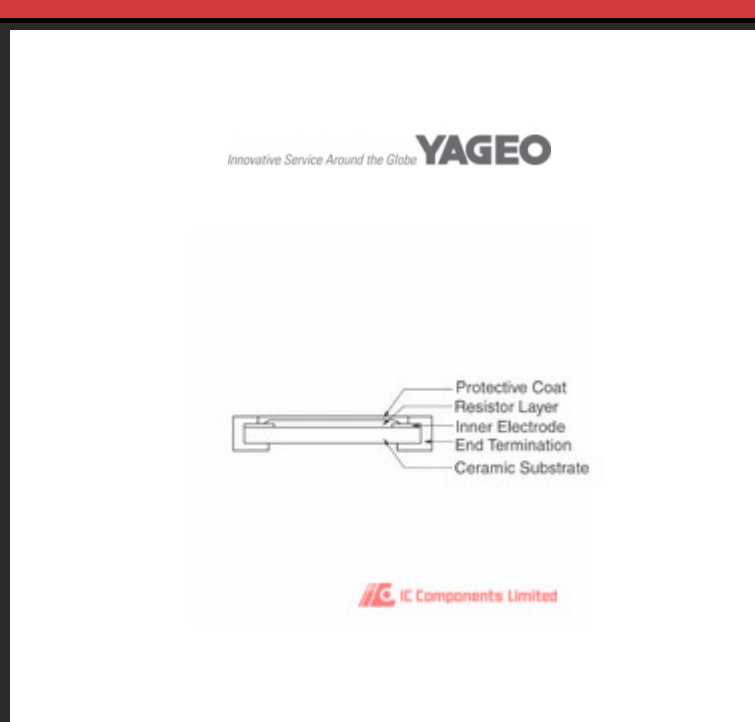 Innovative Service Around the Globe YAGEO
Protective Coat
Resistor Layer
Inner Electrode
End Termination
Ceramic Substrate
IC Components Limited